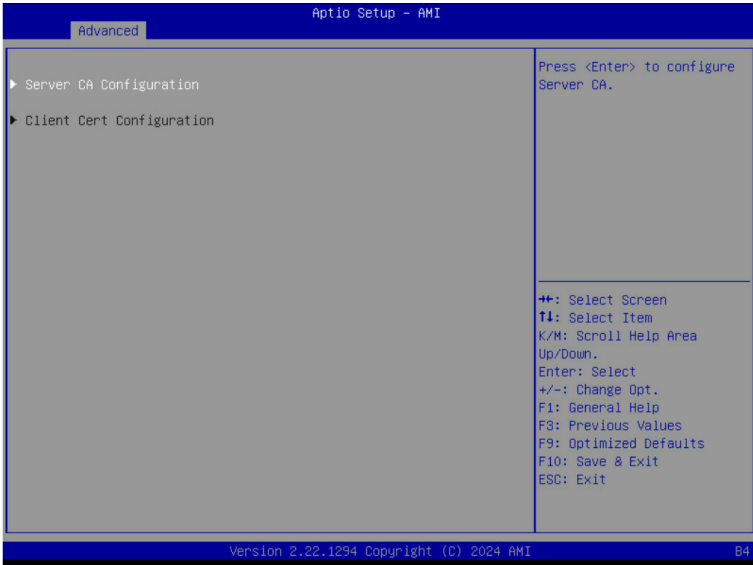 Aptio Setup – AMI
Advanced
▶ Server CA Configuration
▶ Client Cert Configuration
Press <Enter> to configure
Server CA.
→←: Select Screen
↑↓: Select Item
K/M: Scroll Help Area
Up/Down.
Enter: Select
+/-: Change Opt.
F1: General Help
F3: Previous Values
F9: Optimized Defaults
F10: Save & Exit
ESC: Exit
Version 2.22.1294 Copyright (C) 2024 AMI
B4